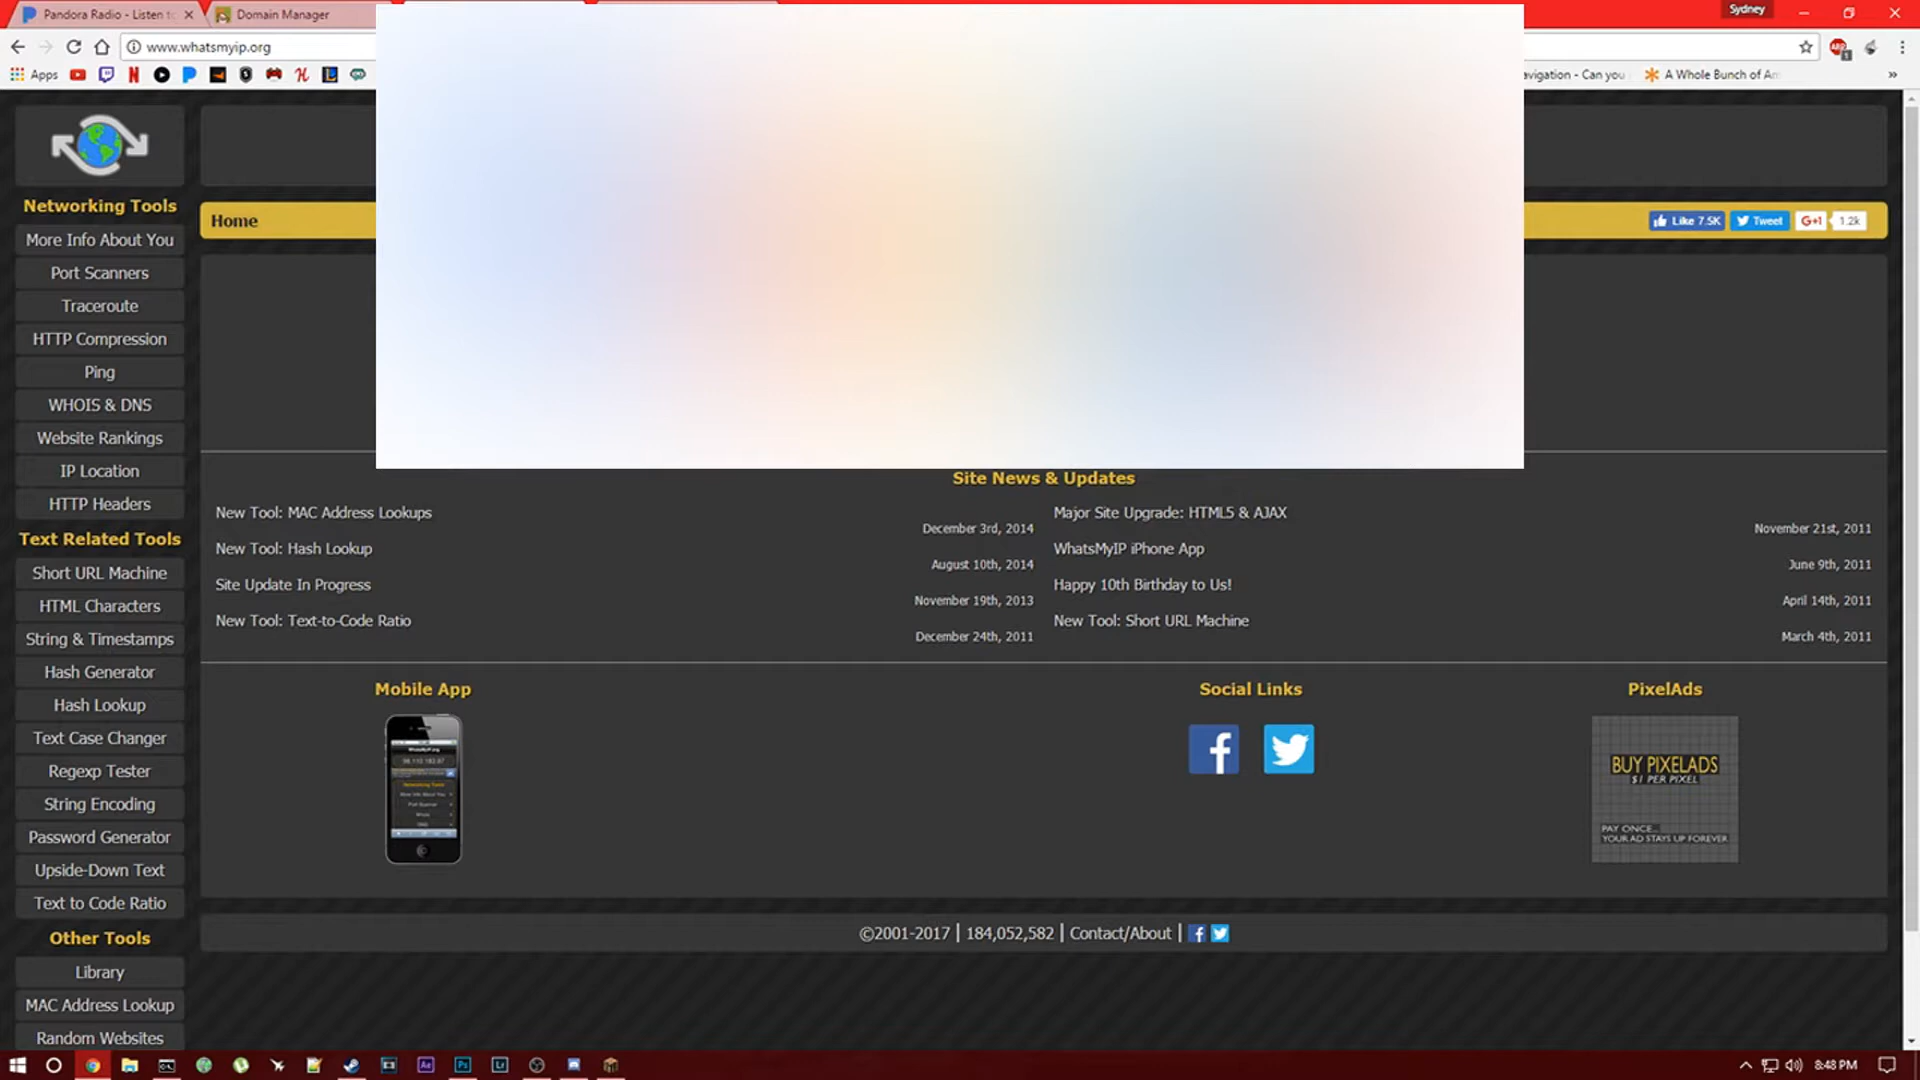 Pandora Radio - Listen to
Domain Manager
Sydney
www.whatsmyip.org
Apps
avigation - Can you
A Whole Bunch of Am
Home
Like 7.5K
Tweet
G+1
1.2k
Networking Tools
More Info About You
Port Scanners
Traceroute
HTTP Compression
Ping
WHOIS & DNS
Website Rankings
IP Location
HTTP Headers
Text Related Tools
Short URL Machine
HTML Characters
String & Timestamps
Hash Generator
Hash Lookup
Text Case Changer
Regexp Tester
String Encoding
Password Generator
Upside-Down Text
Text to Code Ratio
Other Tools
Library
MAC Address Lookup
Random Websites
Site News & Updates
New Tool: MAC Address Lookups
December 3rd, 2014
New Tool: Hash Lookup
August 10th, 2014
Site Update In Progress
November 19th, 2013
New Tool: Text-to-Code Ratio
December 24th, 2011
Major Site Upgrade: HTML5 & AJAX
November 21st, 2011
WhatsMyIP iPhone App
June 9th, 2011
Happy 10th Birthday to Us!
April 14th, 2011
New Tool: Short URL Machine
March 4th, 2011
Mobile App
Social Links
PixelAds
BUY PIXELADS
$1 PER PIXEL
PAY ONCE...
YOUR AD STAYS UP FOREVER
©2001-2017 | 184,052,582 | Contact/About |
8:48 PM